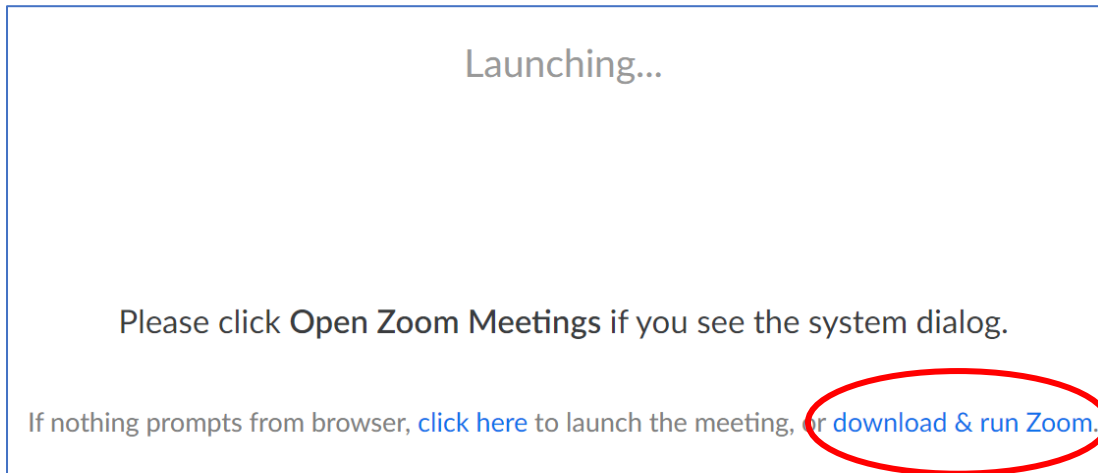 Launching...
Please click Open Zoom Meetings if you see the system dialog.
If nothing prompts from browser, click here to launch the meeting, or download & run Zoom.